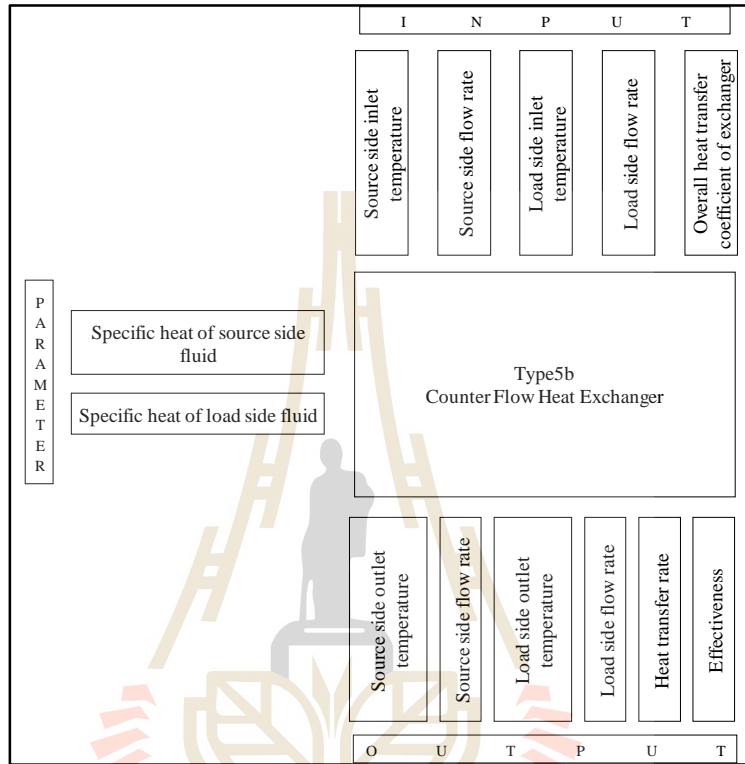 I N P U T
Source side inlet
temperature
Source side flow rate
Load side inlet
temperature
Load side flow rate
Overall heat transfer
coefficient of exchanger
P
A
R
A
M
E
T
E
R
Specific heat of source side
fluid
Specific heat of load side fluid
Type5b
Counter Flow Heat Exchanger
Source side outlet
temperature
Source side flow rate
Load side outlet
temperature
Load side flow rate
Heat transfer rate
Effectiveness
O U T P U T